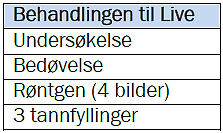 Behandlingen til Live
Undersøkelse
Bedøvelse
Røntgen (4 bilder)
3 tannfyllinger